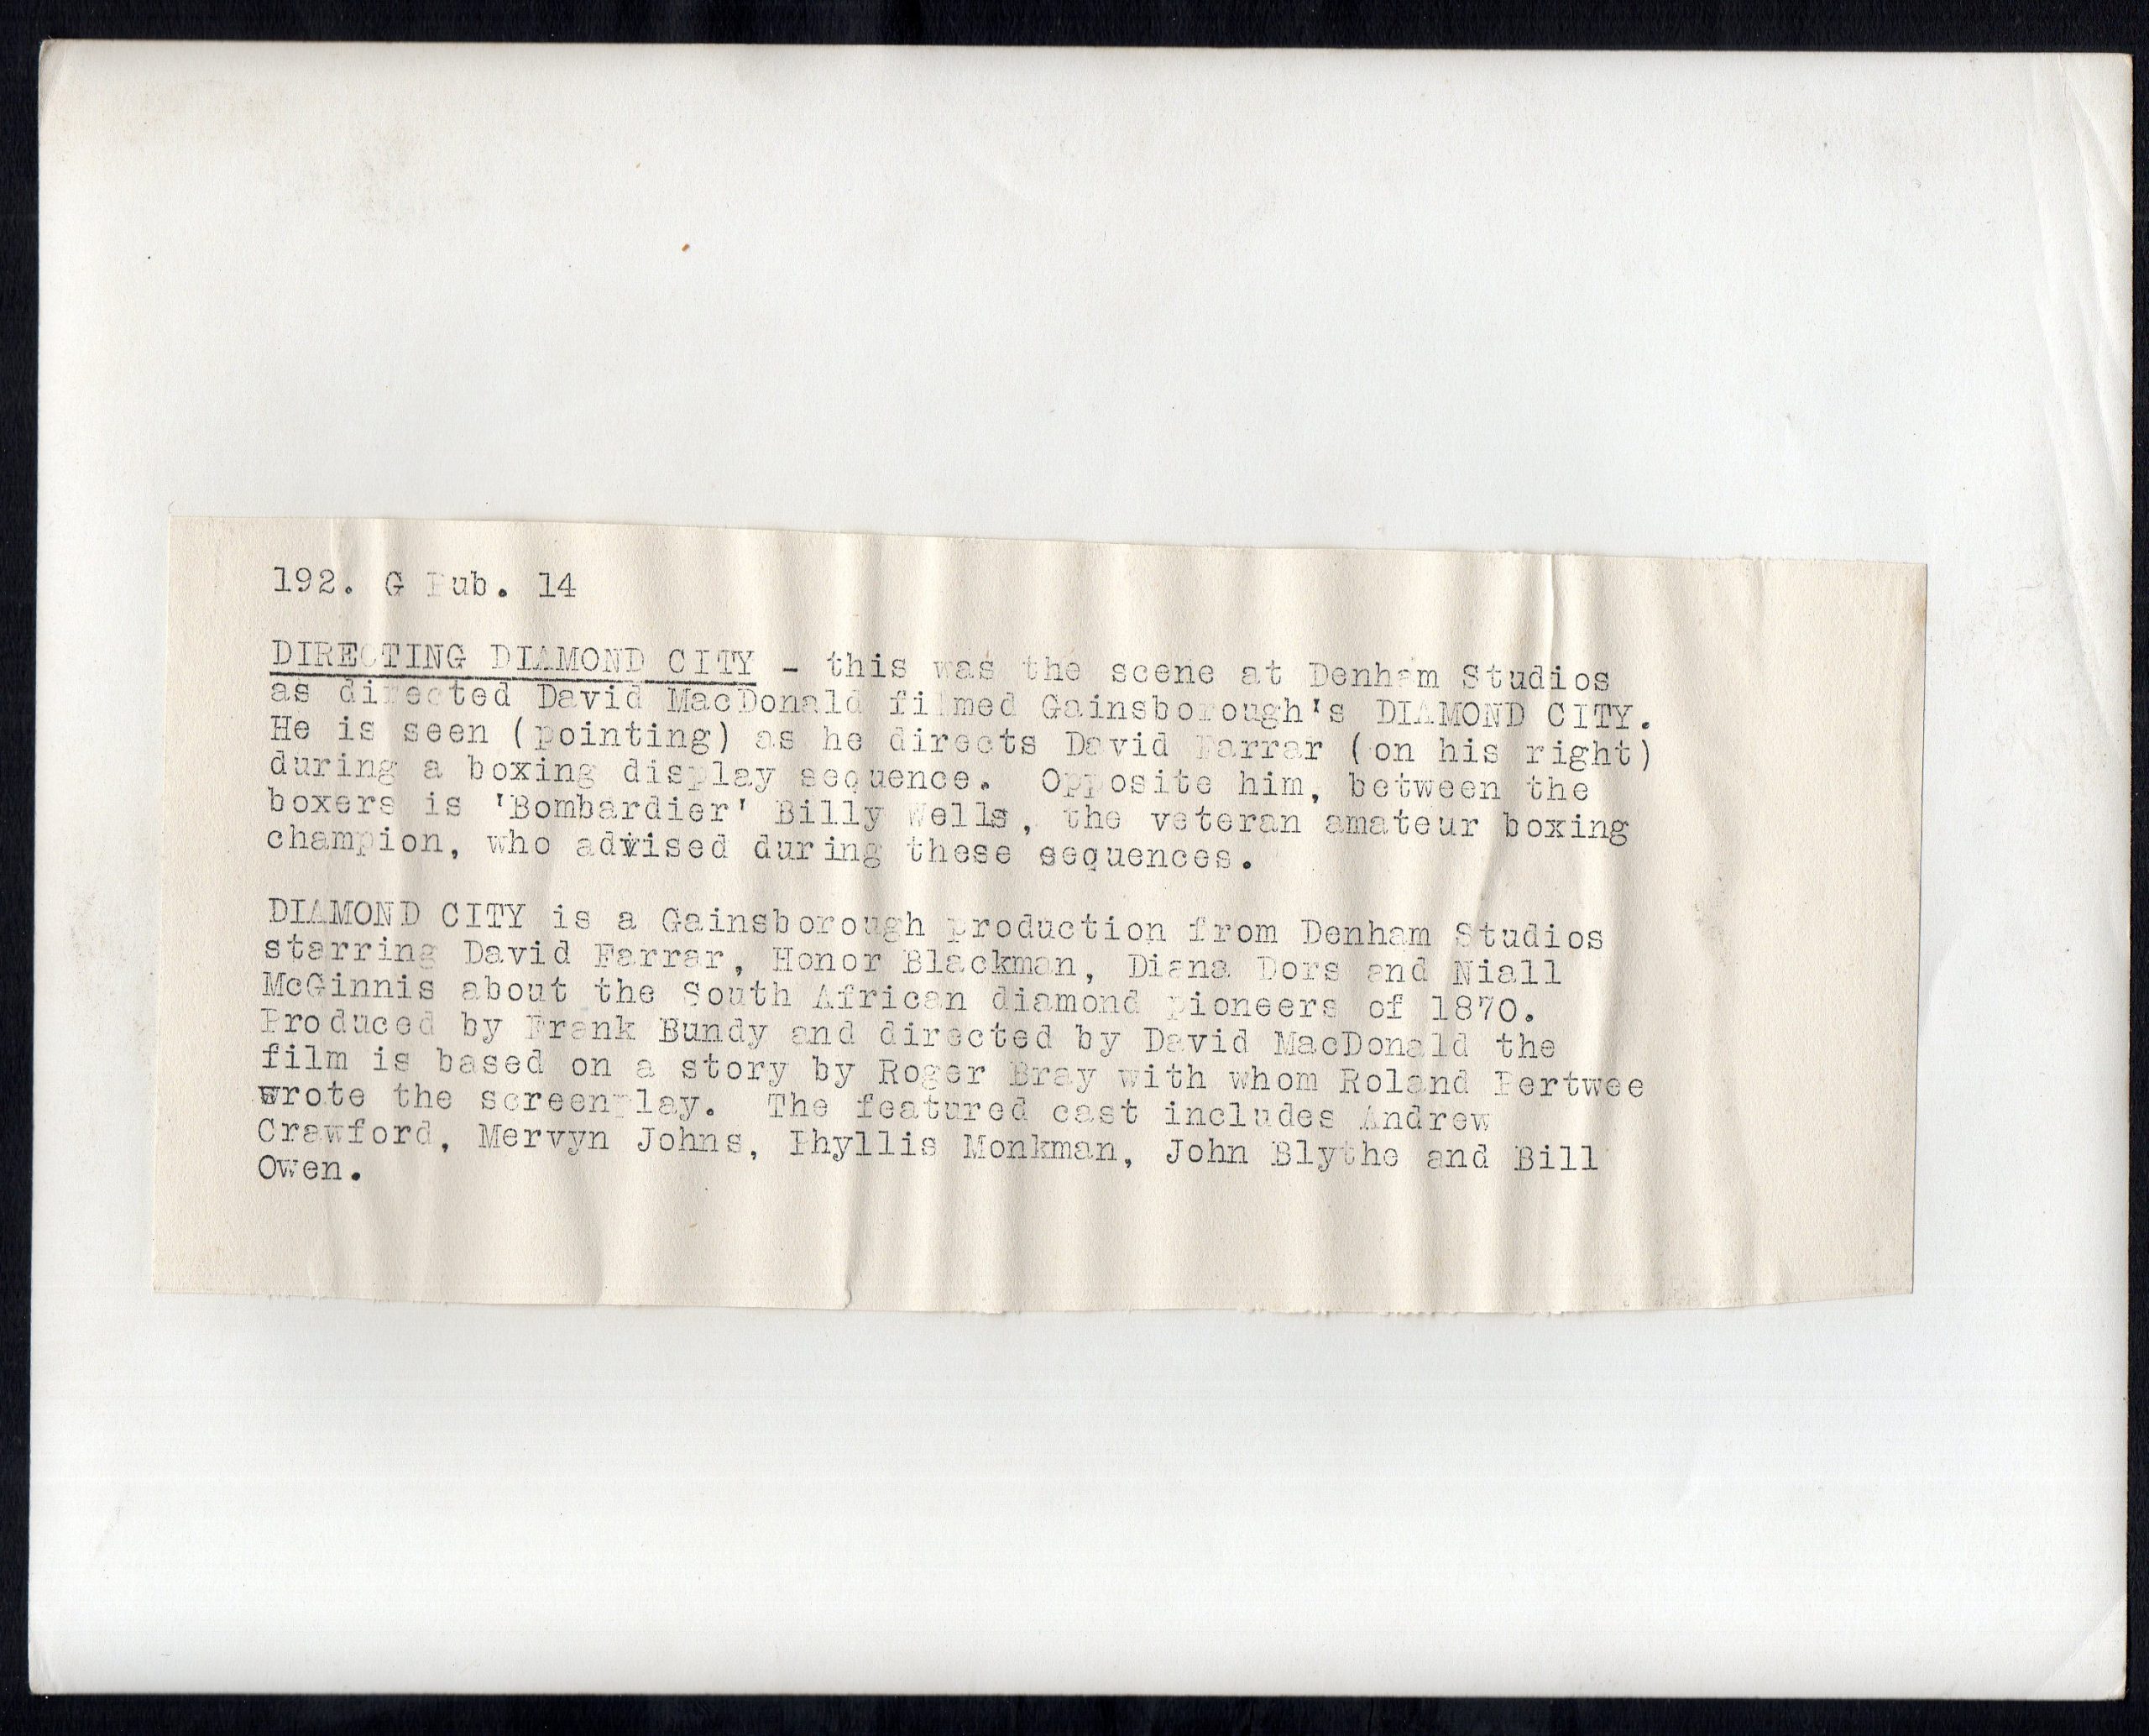 192. G Pub. 14
DIRECTING DIAMOND CITY - this was the scene at Denham Studios
as directed David MacDonald filmed Gainsborough's DIAMOND CITY.
He is seen (pointing) as he directs David Farrar (on his right)
during a boxing display sequence. Opposite him, between the
boxers is 'Bombardier' Billy Wells, the veteran amateur boxing
champion, who advised during these sequences.
DIAMOND CITY is a Gainsborough production from Denham Studios
starring David Farrar, Honor Blackman, Diana Dors and Niall
McGinnis about the South African diamond pioneers of 1870.
Produced by Frank Bundy and directed by David MacDonald the
film is based on a story by Roger Bray with whom Roland Pertwee
wrote the screenplay. The featured cast includes Andrew
Crawford, Mervyn Johns, Phyllis Monkman, John Blythe and Bill
Owen.